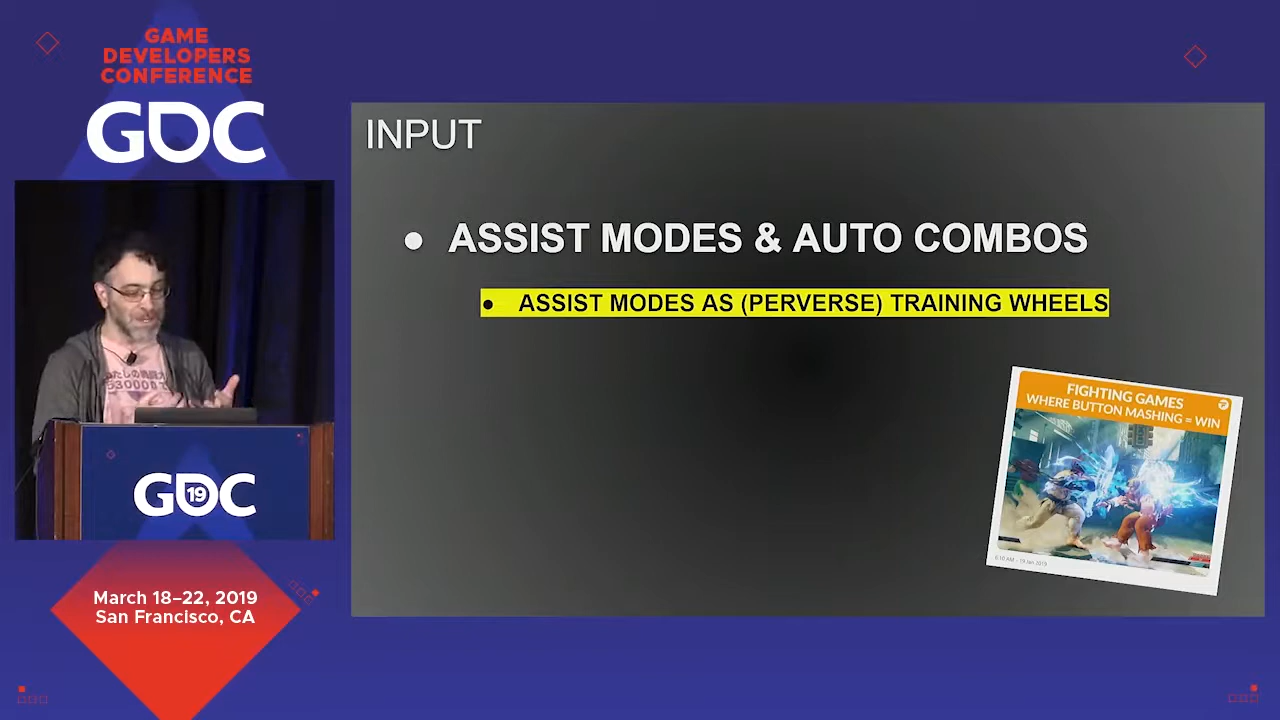 GAME
DEVELOPERS
CONFERENCE
GDC
INPUT
● ASSIST MODES & AUTO COMBOS
● ASSIST MODES AS (PERVERSE) TRAINING WHEELS
FIGHTING GAMES
WHERE BUTTON MASHING = WIN
530000
GDC
19
March 18–22, 2019
San Francisco, CA